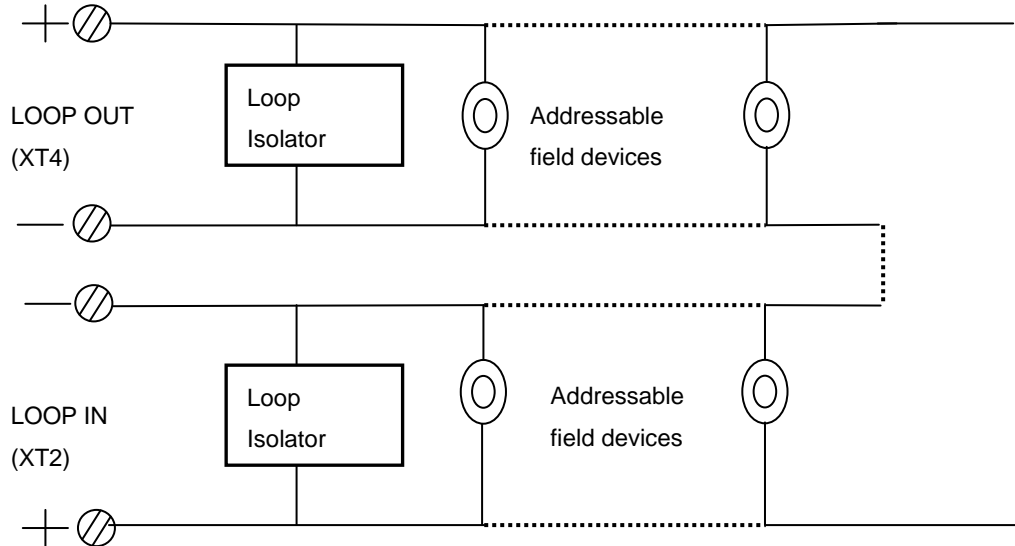 Loop
Isolator
LOOP OUT
(XT4)
Addressable
field devices
Loop
Isolator
LOOP IN
(XT2)
Addressable
field devices